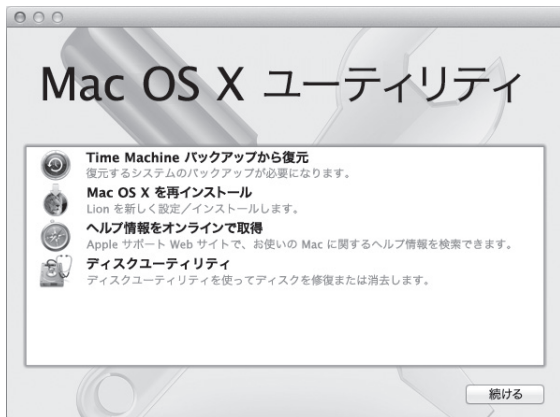 Mac OS X ユーティリティ
Time Machine バックアップから復元
復元するシステムのバックアップが必要になります。
Mac OS X を再インストール
Lion を新しく設定／インストールします。
ヘルプ情報をオンラインで取得
Apple サポート Web サイトで、お使いの Mac に関するヘルプ情報を検索できます。
ディスクユーティリティ
ディスクユーティリティを使ってディスクを修復または消去します。
続ける